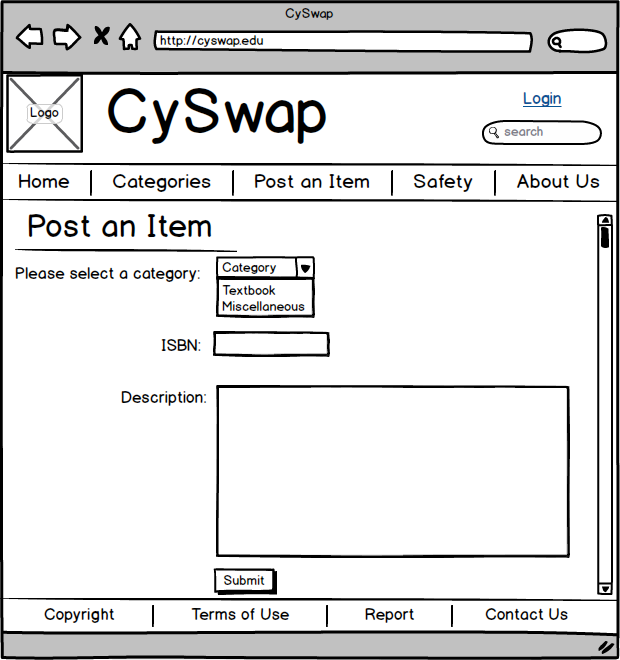 CySwap
http://cyswap.edu
Logo
CySwap
Login
search
Home Categories Post an Item Safety About Us
Post an Item
Please select a category: Category
Textbook
Miscellaneous
ISBN:
Description:
Submit
Copyright Terms of Use Report Contact Us